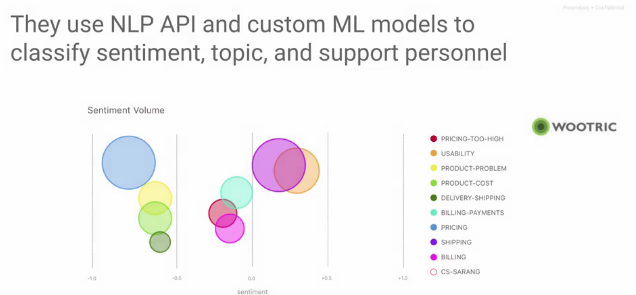 Proprietary + Confidential
They use NLP API and custom ML models to
classify sentiment, topic, and support personnel
Sentiment Volume
WOOTRIC
PRICING-TOO-HIGH
USABILITY
PRODUCT-PROBLEM
PRODUCT-COST
DELIVERY-SHIPPING
BILLING-PAYMENTS
PRICING
SHIPPING
BILLING
CS-SARANG
-1.0 -0.5 0.0 +0.5 +1.0
sentiment